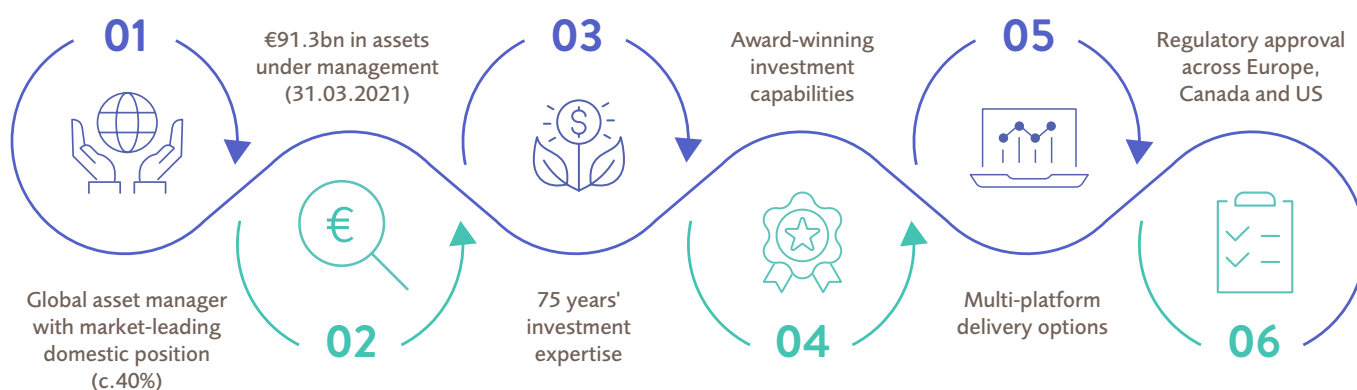 01
Global asset manager
with market-leading
domestic position
(c.40%)
€91.3bn in assets
under management
(31.03.2021)
€
02
03
$
75 years'
investment
expertise
Award-winning
investment
capabilities
04
05
Multi-platform
delivery options
Regulatory approval
across Europe,
Canada and US
06